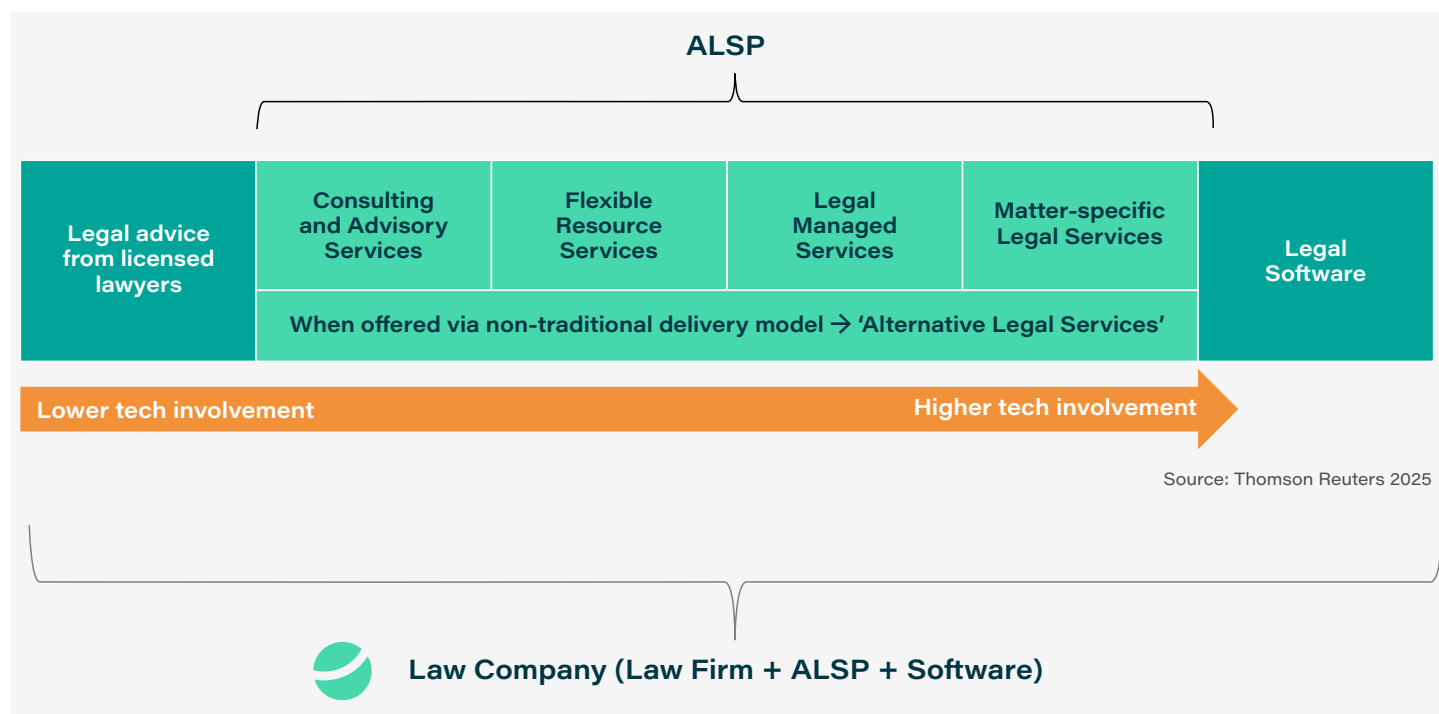 ALSP
Legal advice
from licensed
lawyers
Consulting
and Advisory
Services
Flexible
Resource
Services
Legal
Managed
Services
Matter-specific
Legal Services
Legal
Software
When offered via non-traditional delivery model → ‘Alternative Legal Services’
Lower tech involvement
Higher tech involvement
Source: Thomson Reuters 2025
Law Company (Law Firm + ALSP + Software)